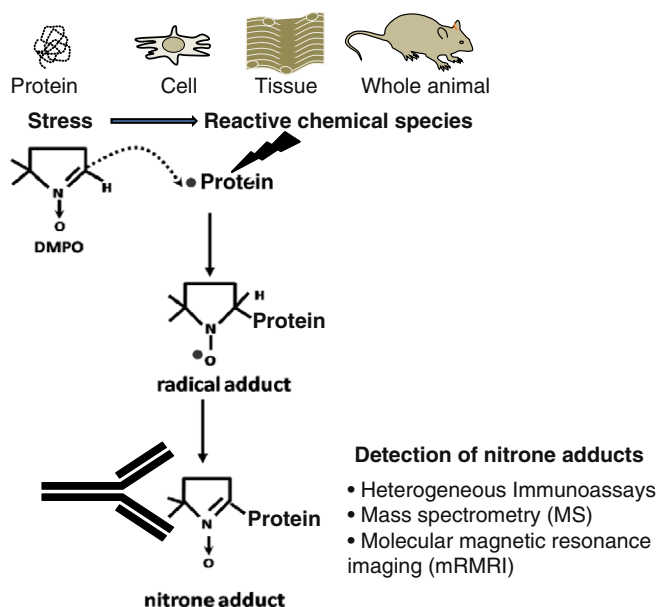 Protein Cell Tissue Whole animal
Stress Reactive chemical species
N
H
O
DMPO
Protein
H
N
Protein
O
radical adduct
Detection of nitrone adducts
• Heterogeneous Immunoassays
• Mass spectrometry (MS)
• Molecular magnetic resonance
imaging (mRMRI)
N
Protein
O
nitrone adduct